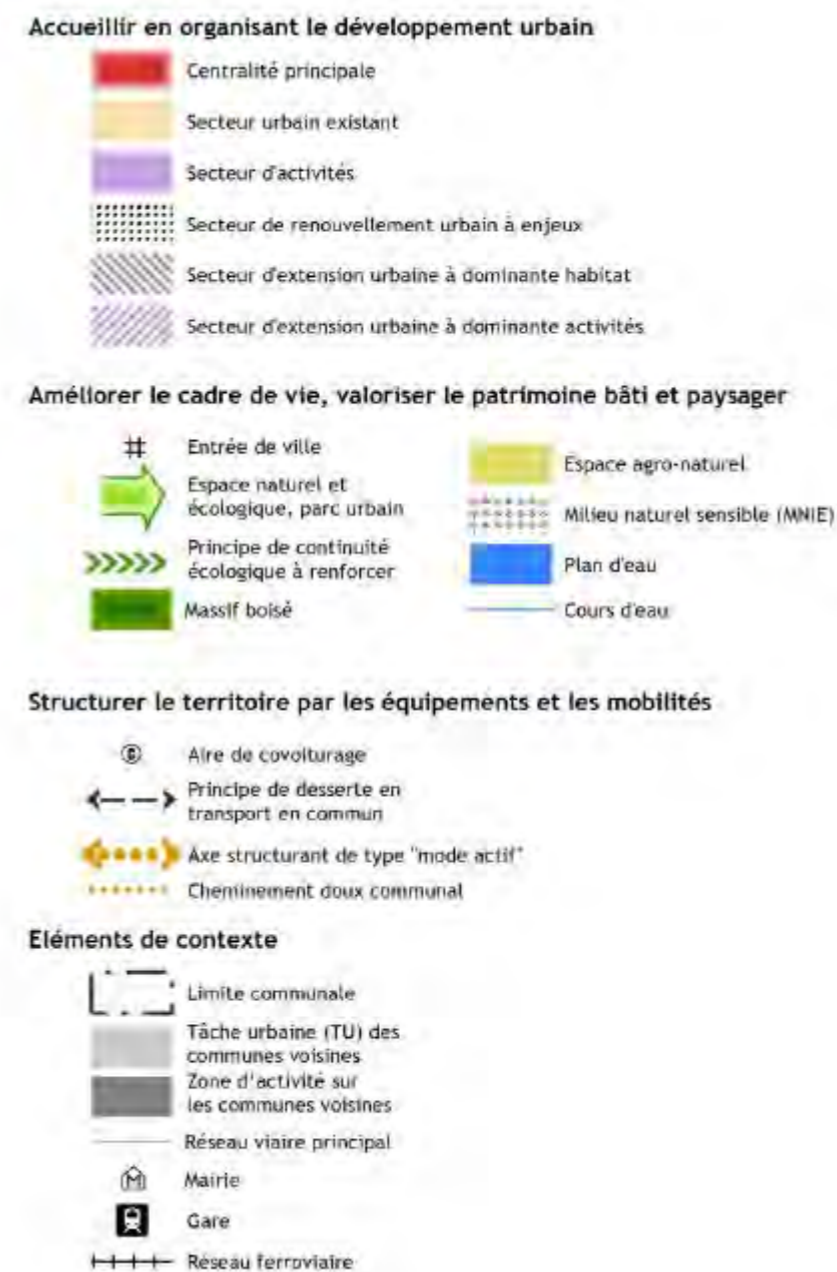 Accueillir en organisant le développement urbain
Centralité principale
Secteur urbain existant
Secteur d'activités
Secteur de renouvellement urbain à enjeux
Secteur d'extension urbaine à dominante habitat
Secteur d'extension urbaine à dominante activités
Améliorer le cadre de vie, valoriser le patrimoine bâti et paysager
Entrée de ville
Espace naturel et
écologique, parc urbain
Principe de continuité
écologique à renforcer
Massif boisé
Espace agro-naturel
Milieu naturel sensible (MNIE)
Plan d'eau
Cours d'eau
Structurer le territoire par les équipements et les mobilités
Aire de covoiturage
Principe de desserte en
transport en commun
Axe structurant de type "mode actif"
Cheminement doux communal
Eléments de contexte
Limite communale
Tâche urbaine (TU) des
communes voisines
Zone d'activité sur
les communes voisines
Réseau viaire principal
M Mairie
Gare
Réseau ferroviaire